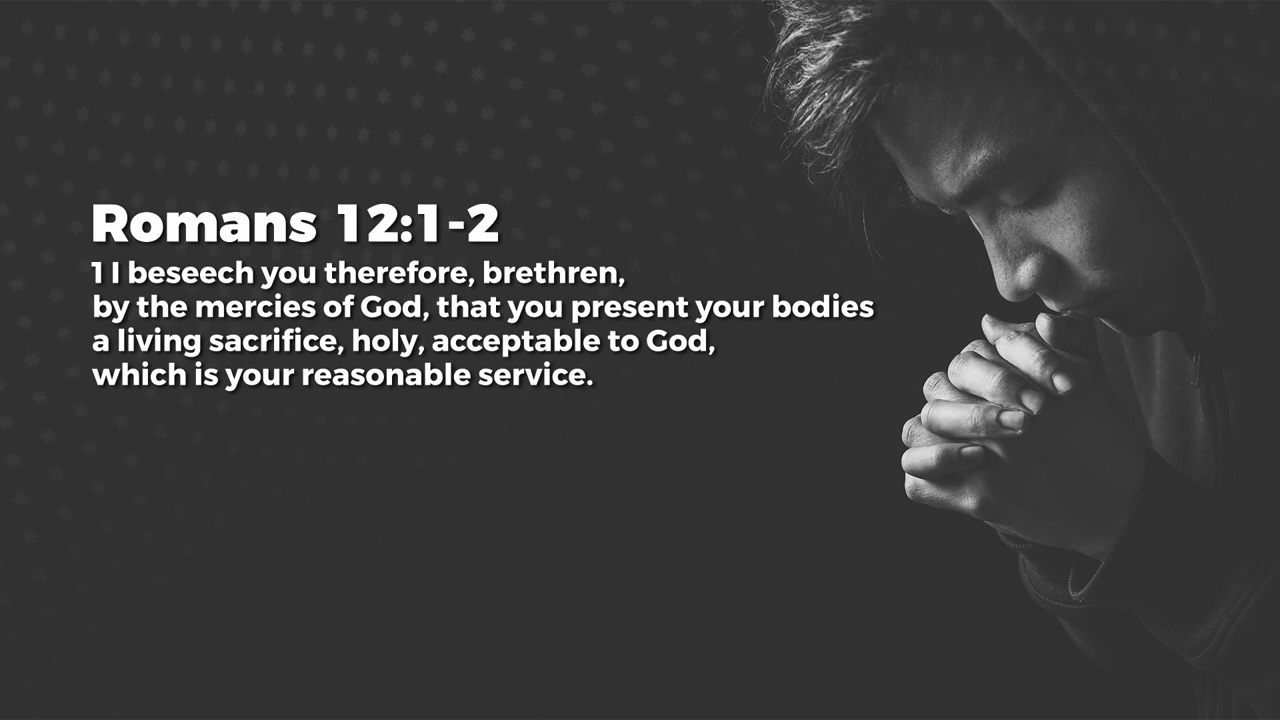 Romans 12:1-2
1 I beseech you therefore, brethren,
by the mercies of God, that you present your bodies
a living sacrifice, holy, acceptable to God,
which is your reasonable service.